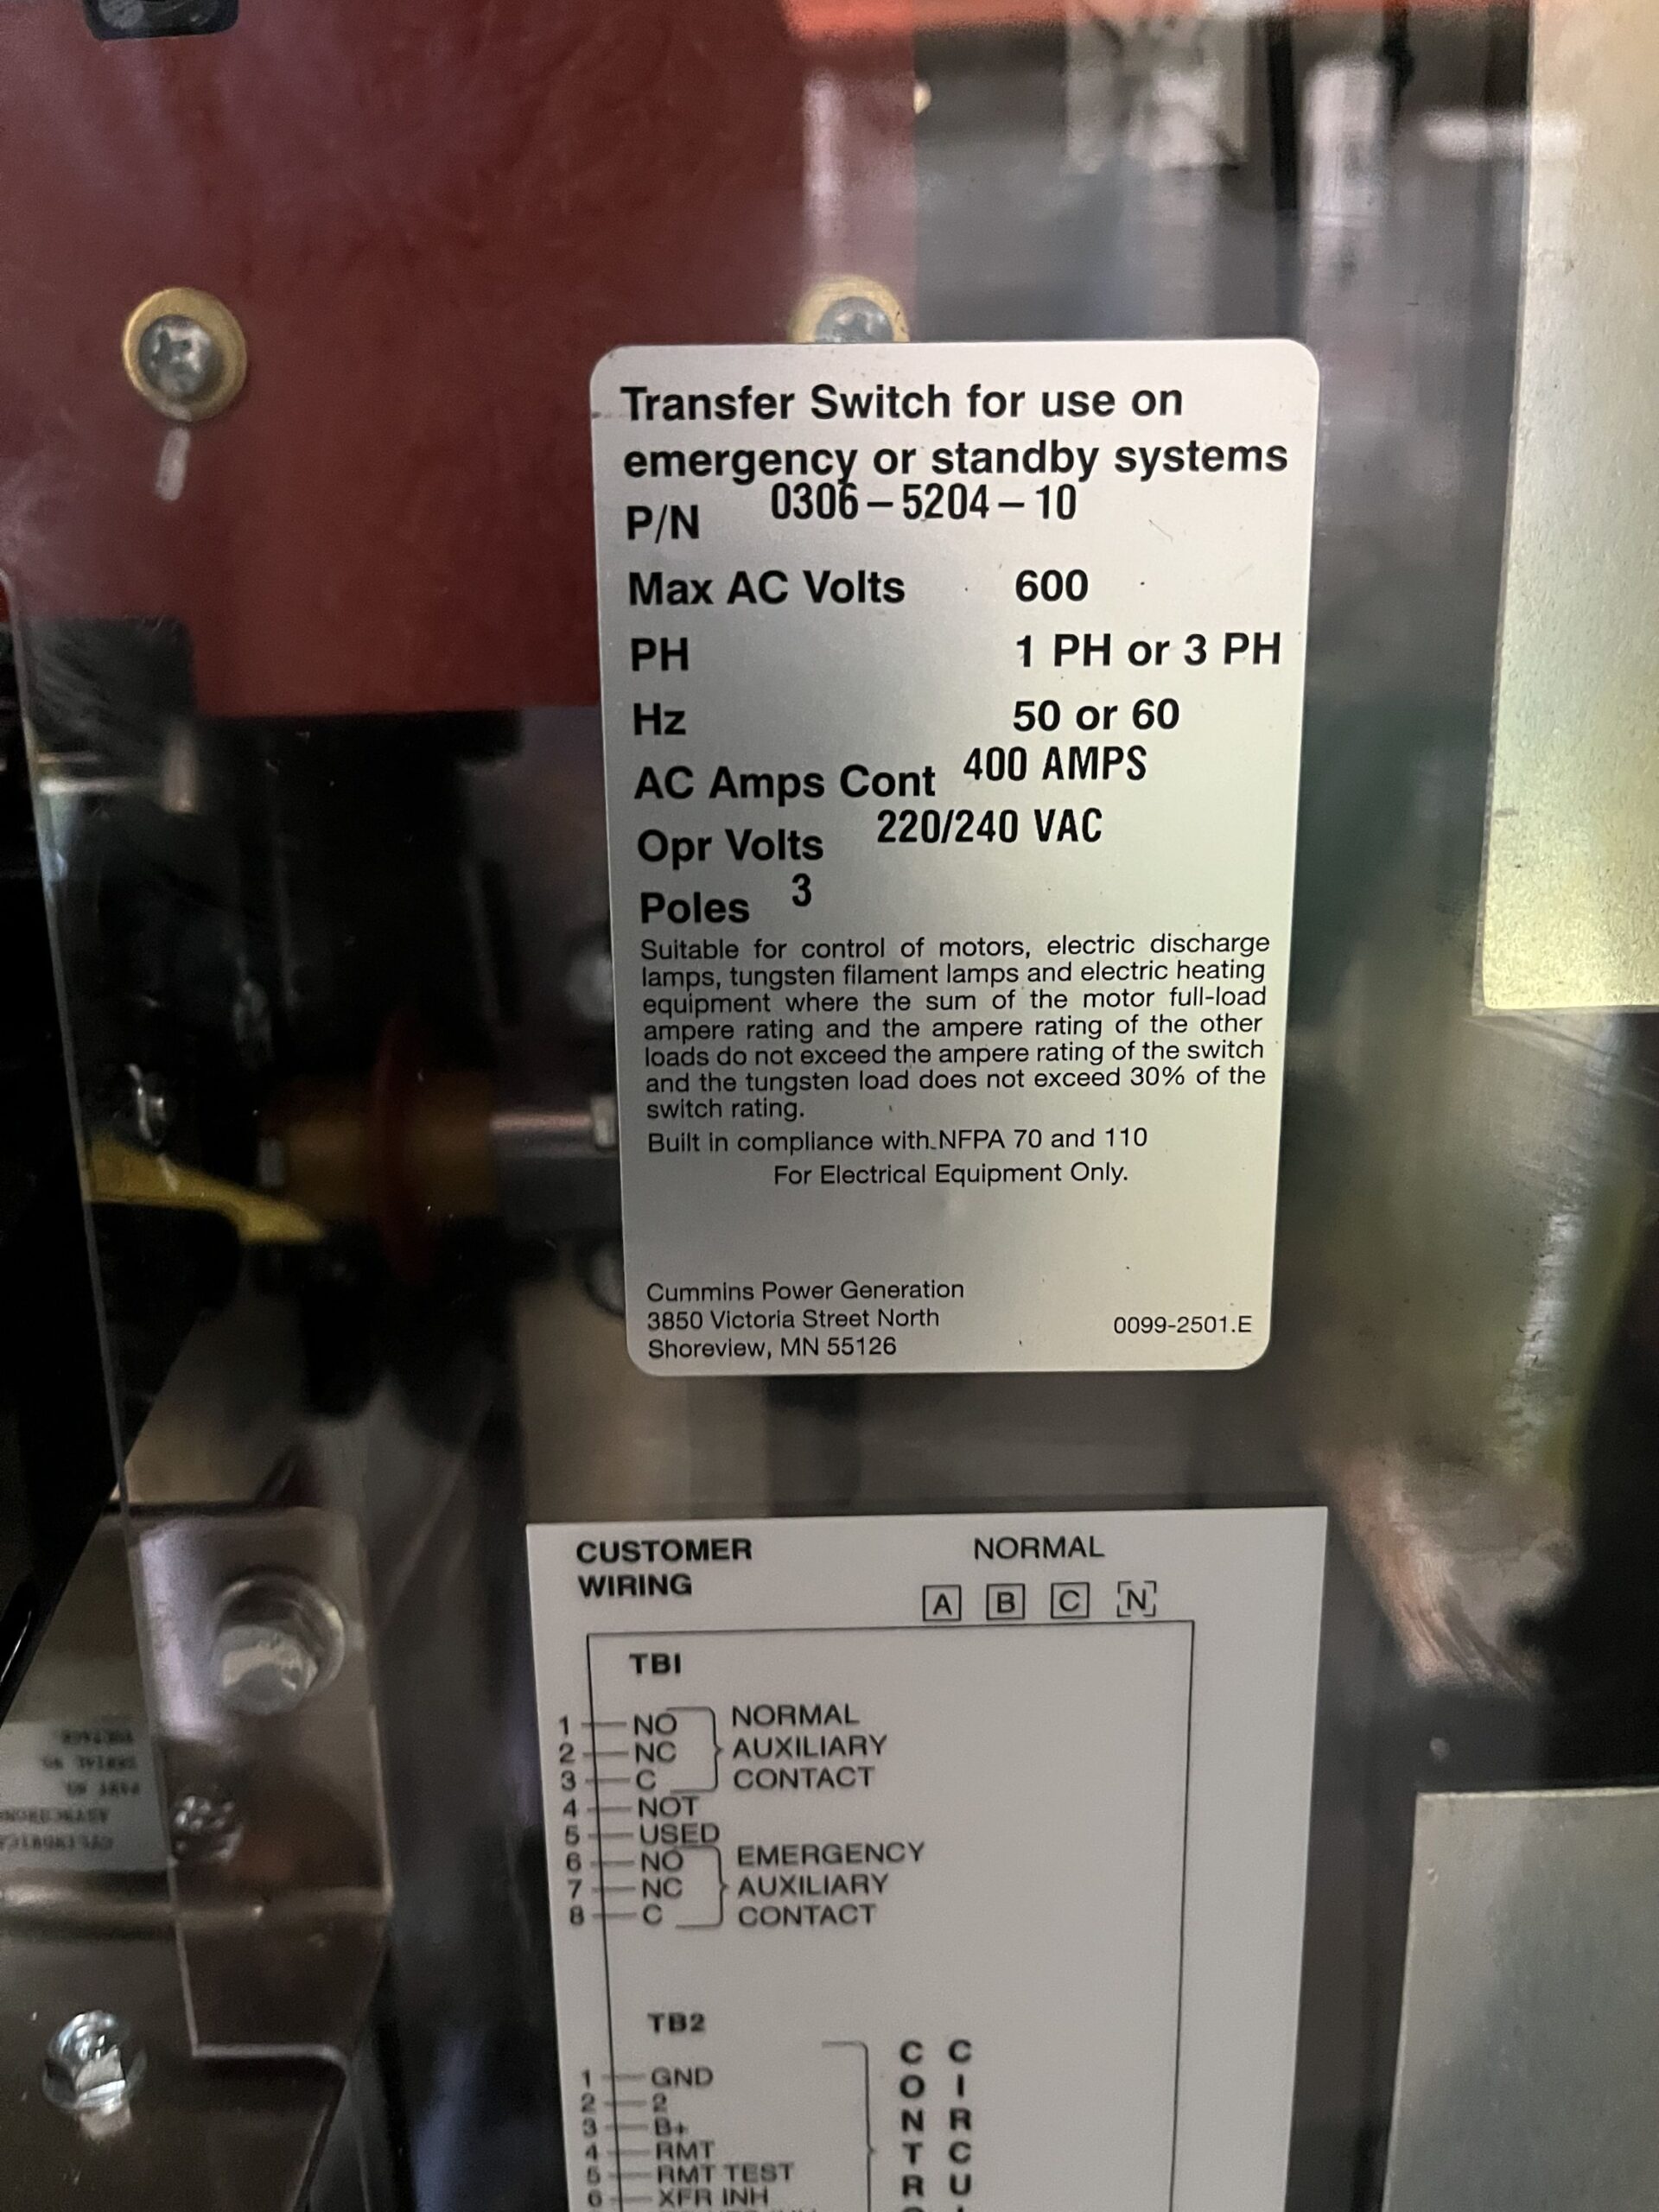 Transfer Switch for use on
emergency or standby systems
P/N 0306-5204-10
Max AC Volts 600
PH 1 PH or 3 PH
Hz 50 or 60
AC Amps Cont 400 AMPS
Opr Volts 220/240 VAC
Poles 3
Suitable for control of motors, electric discharge
lamps, tungsten filament lamps and electric heating
equipment where the sum of the motor full-load
ampere rating and the ampere rating of the other
loads do not exceed the ampere rating of the switch
and the tungsten load does not exceed 30% of the
switch rating.
Built in compliance with NFPA 70 and 110
For Electrical Equipment Only.
Cummins Power Generation
3850 Victoria Street North
Shoreview, MN 55126
0099-2501.E
CUSTOMER
WIRING
NORMAL
A B C N
TB1
1 NO NORMAL
2 NC AUXILIARY
3 C CONTACT
4 NOT
5 USED
6 NO EMERGENCY
7 NC AUXILIARY
8 C CONTACT
TB2
1 GND
2 2
3 B+
4 RMT
5 RMT TEST
6 XFR INH
C C
O I
N R
T C
R U
VOLTAGE
SERIAL NO
PART NO